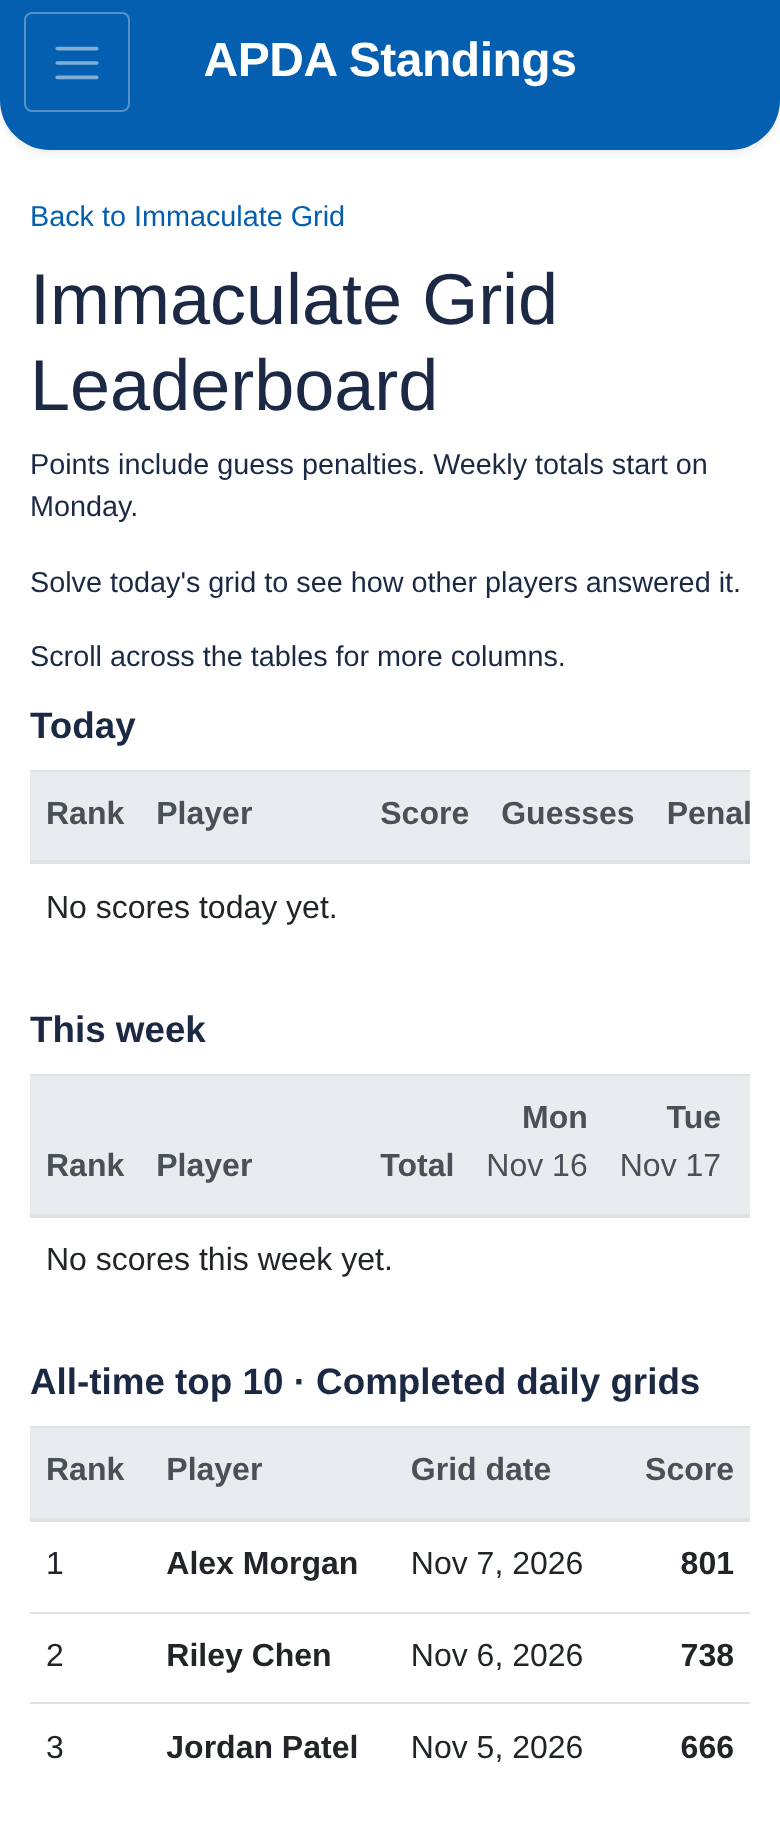 APDA Standings
Back to Immaculate Grid
Immaculate Grid
Leaderboard
Points include guess penalties. Weekly totals start on
Monday.
Solve today's grid to see how other players answered it.
Scroll across the tables for more columns.
Today
Rank Player Score Guesses Penal
No scores today yet.
This week
Mon Tue
Rank Player Total Nov 16 Nov 17
No scores this week yet.
All-time top 10 · Completed daily grids
Rank Player Grid date Score
1 Alex Morgan Nov 7, 2026 801
2 Riley Chen Nov 6, 2026 738
3 Jordan Patel Nov 5, 2026 666